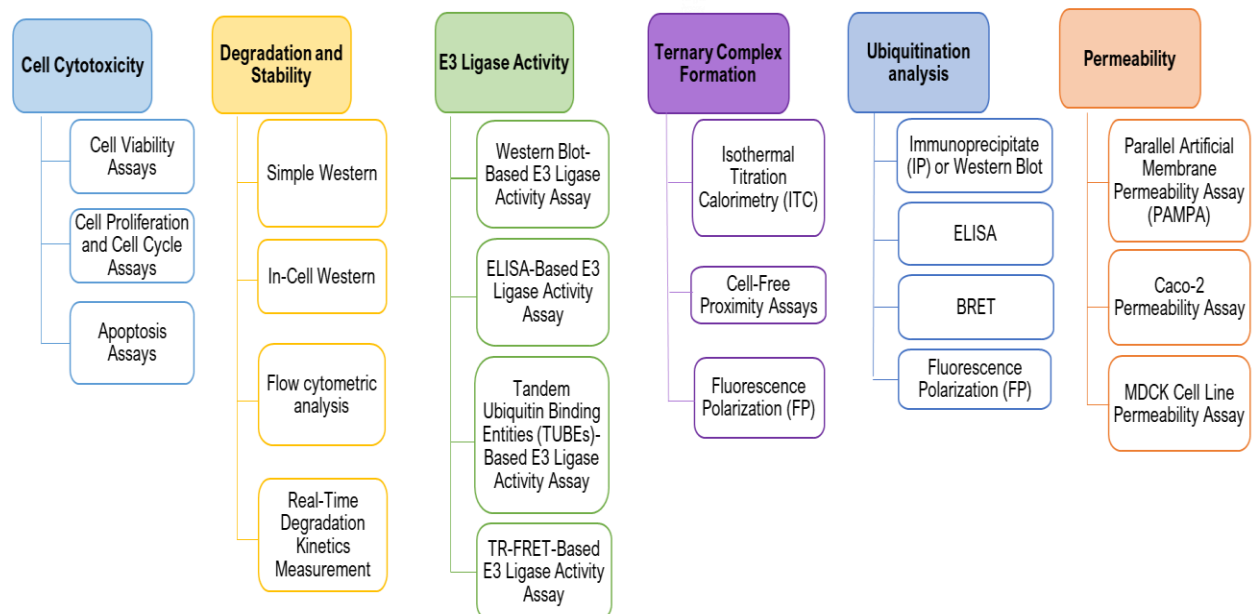 Cell Cytotoxicity
Cell Viability
Assays
Cell Proliferation
and Cell Cycle
Assays
Apoptosis
Assays
Degradation and
Stability
Simple Western
In-Cell Western
Flow cytometric
analysis
Real-Time
Degradation
Kinetics
Measurement
E3 Ligase Activity
Western Blot-
Based E3 Ligase
Activity Assay
ELISA-Based E3
Ligase Activity
Assay
Tandem
Ubiquitin Binding
Entities (TUBEs)-
Based E3 Ligase
Activity Assay
TR-FRET-Based
E3 Ligase Activity
Assay
Ternary Complex
Formation
Isothermal
Titration
Calorimetry (ITC)
Cell-Free
Proximity Assays
Fluorescence
Polarization (FP)
Ubiquitination
analysis
Immunoprecipitate
(IP) or Western Blot
ELISA
BRET
Fluorescence
Polarization (FP)
Permeability
Parallel Artificial
Membrane
Permeability Assay
(PAMPA)
Caco-2
Permeability Assay
MDCK Cell Line
Permeability Assay